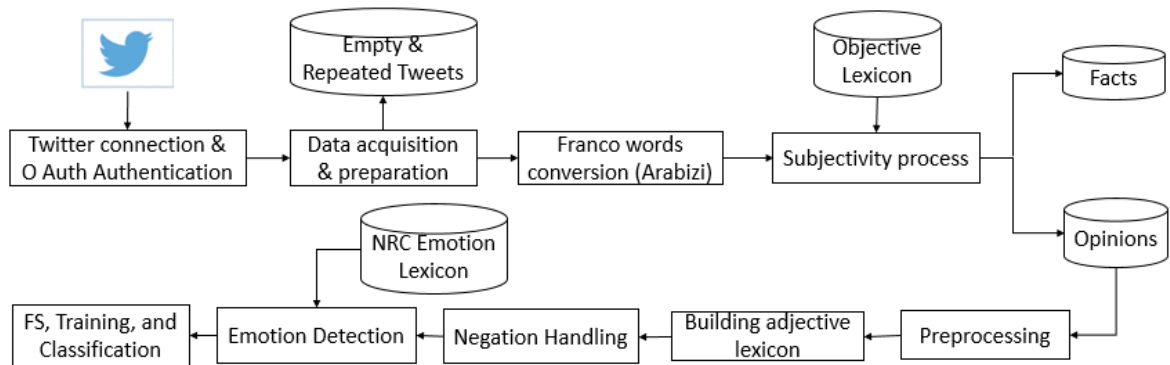 Empty &
Repeated Tweets
Objective
Lexicon
Facts
Twitter connection &
O Auth Authentication
Data acquisition
& preparation
Franco words
conversion (Arabizi)
Subjectivity process
Opinions
NRC Emotion
Lexicon
FS, Training, and
Classification
Emotion Detection
Negation Handling
Building adjective
lexicon
Preprocessing